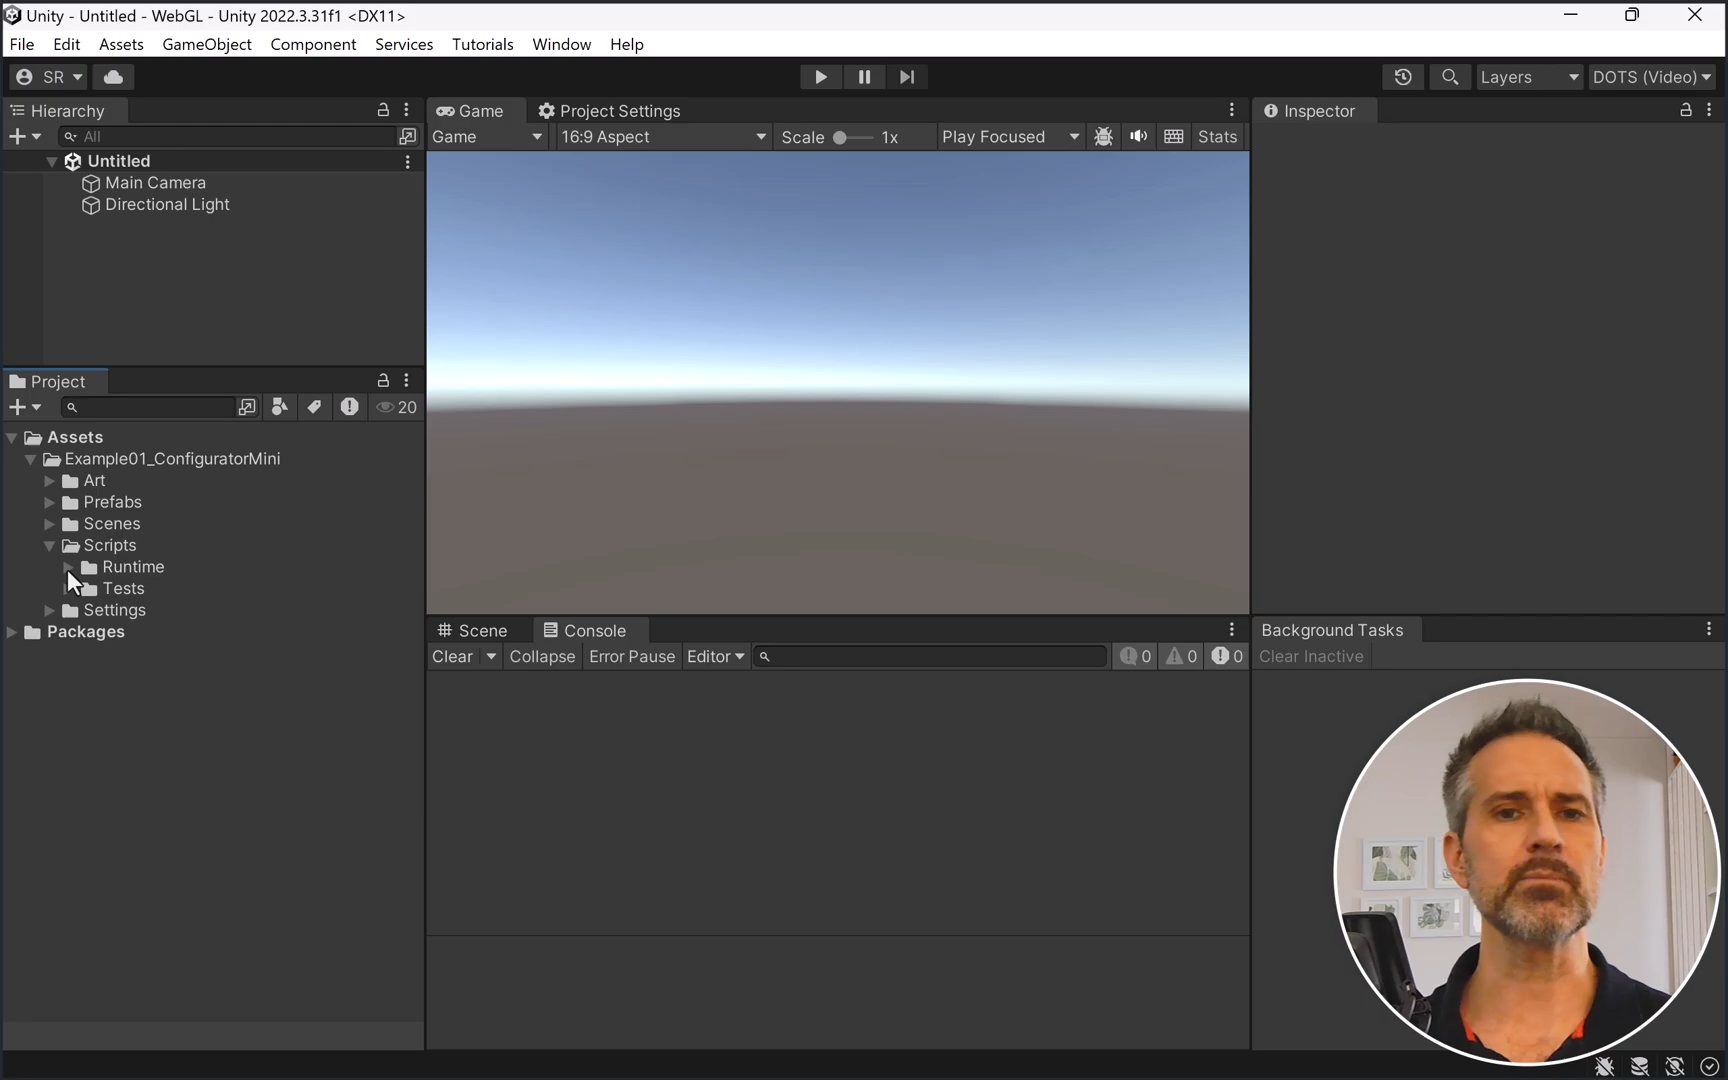 Unity - Untitled - WebGL - Unity 2022.3.31f1 <DX11>
File Edit Assets GameObject Component Services Tutorials Window Help
SR Layers DOTS (Video)
Hierarchy
All
Untitled
Main Camera
Directional Light
Game Project Settings
Game 16:9 Aspect Scale 1x Play Focused Stats
Inspector
Project
20
Assets
Example01_ConfiguratorMini
Art
Prefabs
Scenes
Scripts
Runtime
Tests
Settings
Packages
Scene Console
Clear Collapse Error Pause Editor 0 0 0
Background Tasks
Clear Inactive